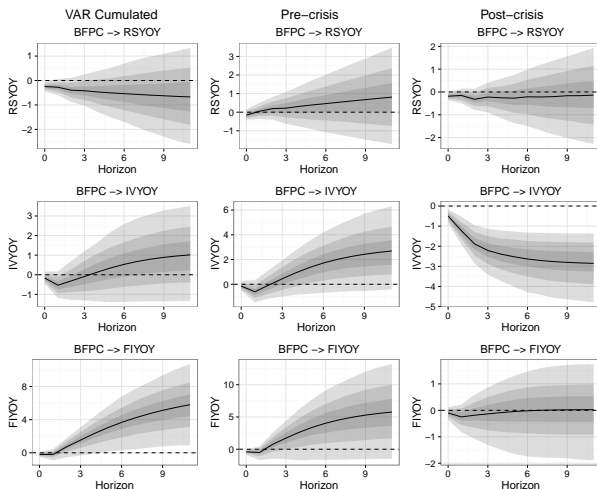 VAR Cumulated
Pre-crisis
Post-crisis
BFPC -> RSYOY
BFPC -> RSYOY
BFPC -> RSYOY
RSYOY
1
0
−1
−2
0 3 6 9
Horizon
RSYOY
3
2
1
0
−1
0 3 6 9
Horizon
RSYOY
2
1
0
−1
−2
0 3 6 9
Horizon
BFPC -> IVYOY
BFPC -> IVYOY
BFPC -> IVYOY
IVYOY
3
2
1
0
−1
0 3 6 9
Horizon
IVYOY
6
4
2
0
0 3 6 9
Horizon
IVYOY
0
−1
−2
−3
−4
−5
0 3 6 9
Horizon
BFPC -> FIYOY
BFPC -> FIYOY
BFPC -> FIYOY
FIYOY
8
4
0
0 3 6 9
Horizon
FIYOY
10
5
0
0 3 6 9
Horizon
FIYOY
1
0
−1
−2
0 3 6 9
Horizon